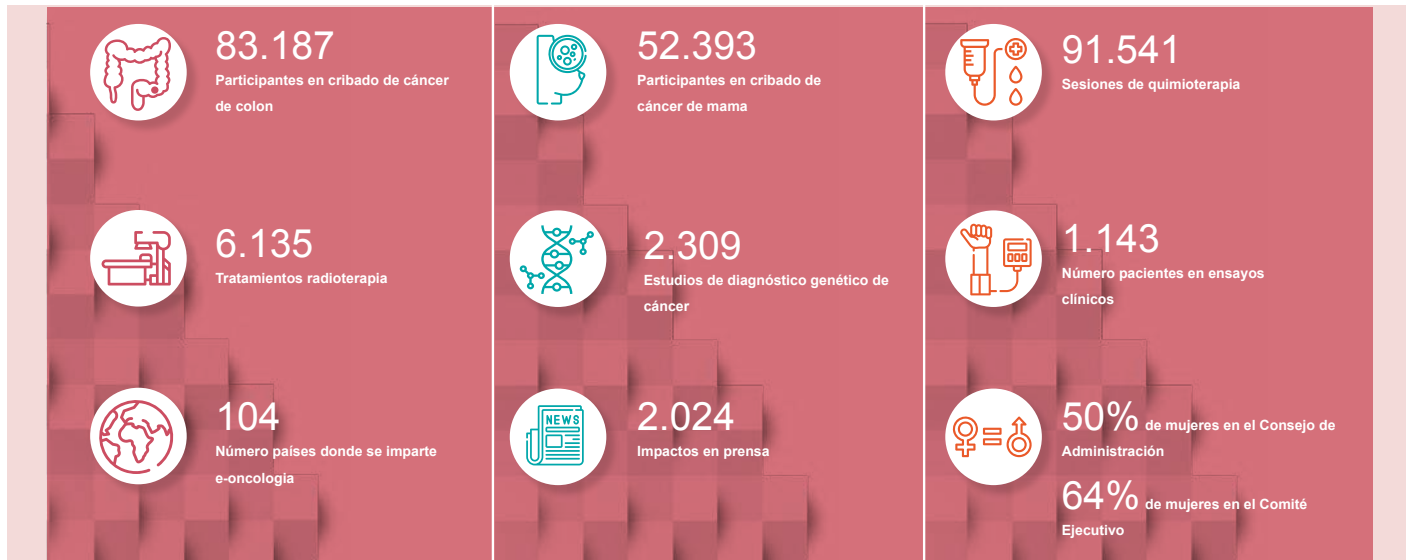 83.187
Participantes en cribado de cáncer
de colon
52.393
Participantes en cribado de
cáncer de mama
91.541
Sesiones de quimioterapia
6.135
Tratamientos radioterapia
2.309
Estudios de diagnóstico genético de
cáncer
1.143
Número pacientes en ensayos
clínicos
104
Número países donde se imparte
e-oncologia
NEWS
2.024
Impactos en prensa
50% de mujeres en el Consejo de
Administración
64% de mujeres en el Comité
Ejecutivo